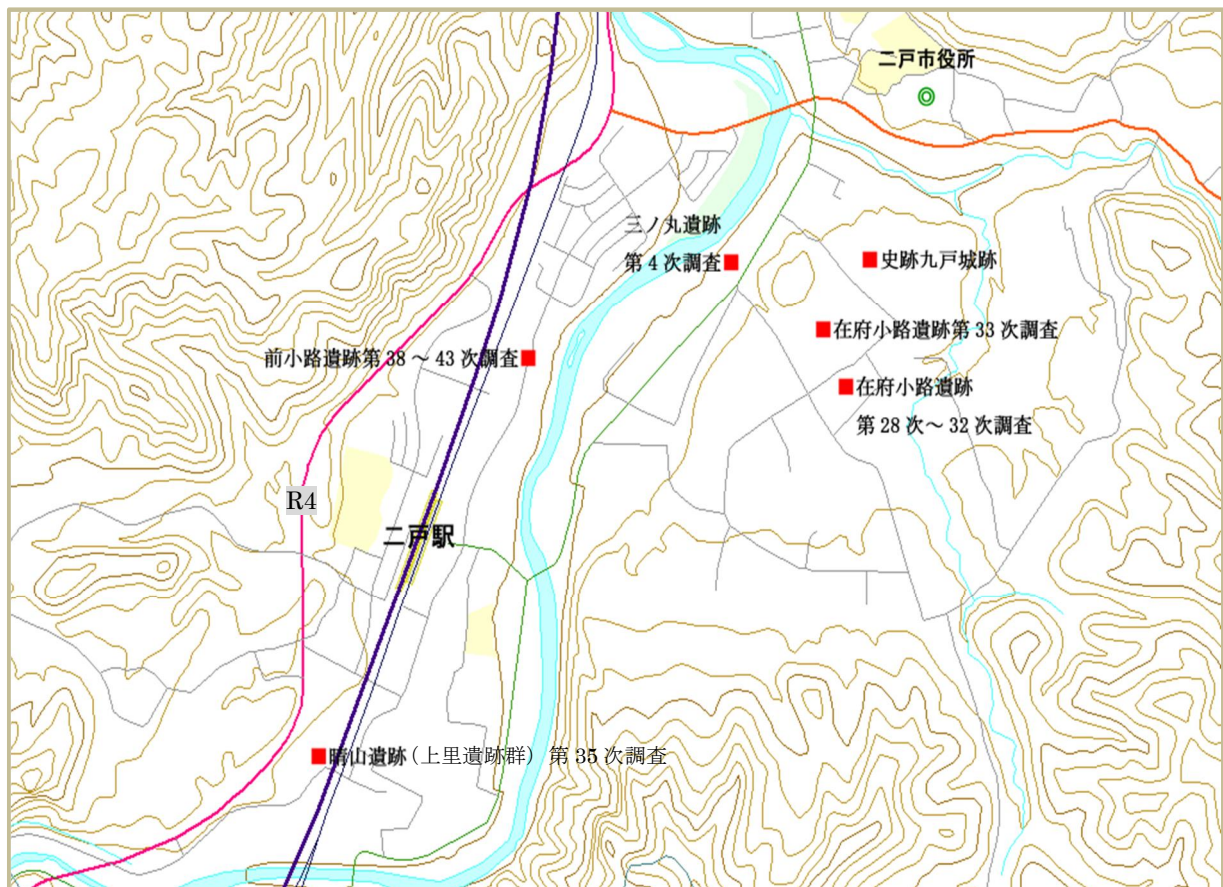 二戸市役所
三ノ丸遺跡
第4次調査
史跡九戸城跡
在府小路遺跡第33次調査
前小路遺跡第38～43次調査
在府小路遺跡
第28次～32次調査
R4
二戸駅
晴山遺跡(上里遺跡群) 第35次調査